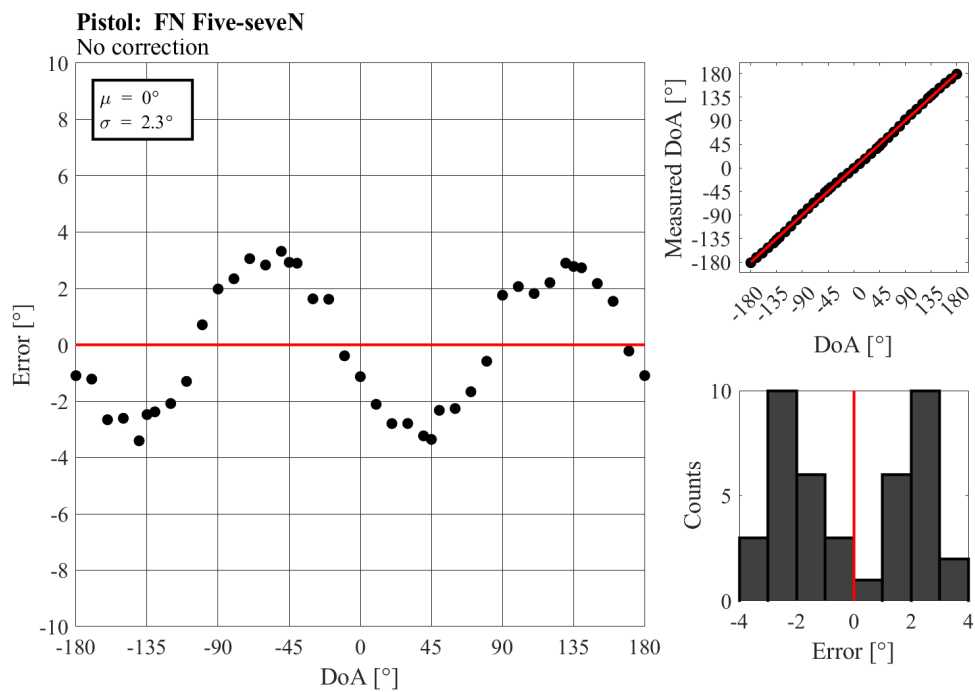 Pistol: FN Five-seveN
No correction
10
8
6
4
2
0
-2
-4
-6
-8
-10
μ = 0°
σ = 2.3°
Error [°]
-180 -135 -90 -45 0 45 90 135 180
DoA [°]
180
135
90
45
0
-45
-90
-135
-180
Measured DoA [°]
-180 -135 -90 -45 0 45 90 135 180
DoA [°]
10
5
0
Counts
-4 -2 0 2 4
Error [°]